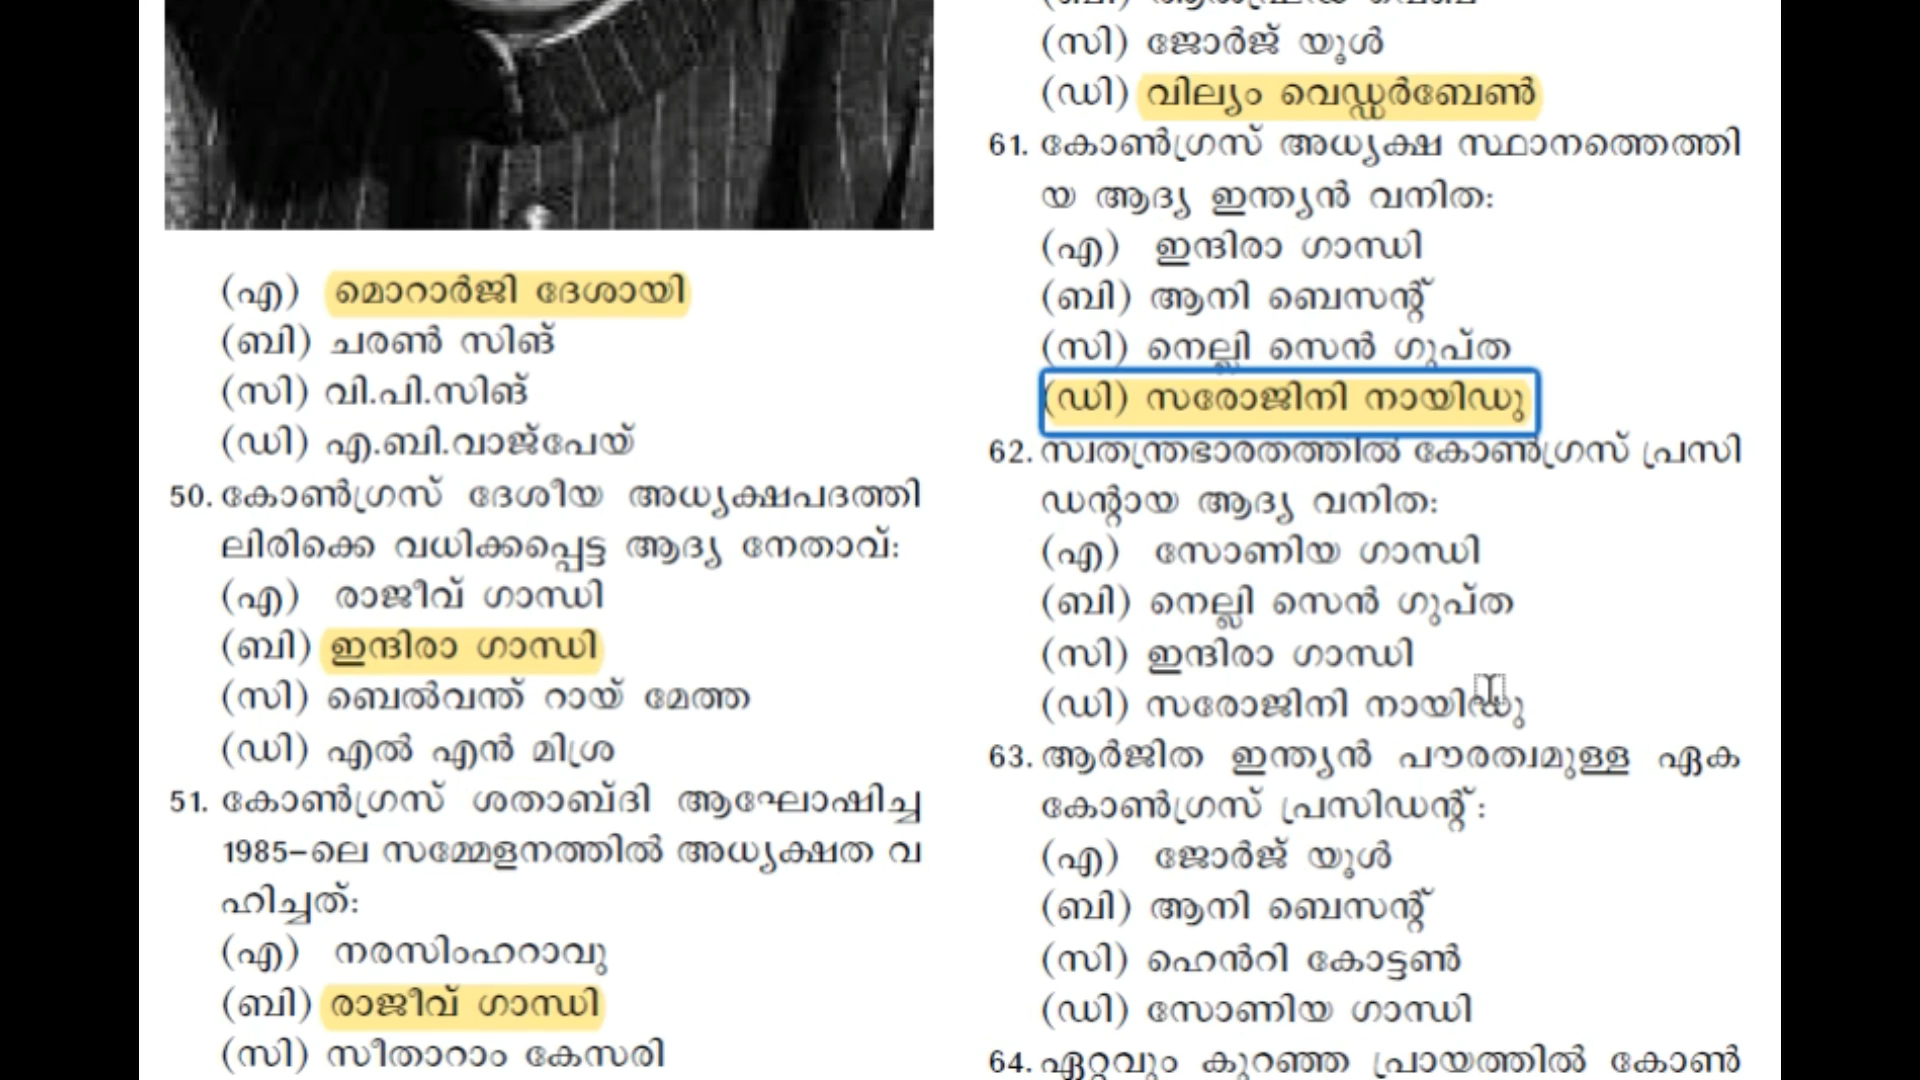 (എ) മൊറാർജി ദേശായി
(ബി) ചരൺ സിങ്
(സി) വി.പി.സിങ്
(ഡി) എ.ബി.വാജ്പേയ്
50. കോൺഗ്രസ് ദേശീയ അധ്യക്ഷപദത്തി
ലിരിക്കെ വധിക്കപ്പെട്ട ആദ്യ നേതാവ്:
(എ) രാജീവ് ഗാന്ധി
(ബി) ഇന്ദിരാ ഗാന്ധി
(സി) ബെൽവന്ത് റായ് മേത്ത
(ഡി) എൽ എൻ മിശ്ര
51. കോൺഗ്രസ് ശതാബ്ദി ആഘോഷിച്ച
1985-ലെ സമ്മേളനത്തിൽ അധ്യക്ഷത വ
ഹിച്ചത്:
(എ) നരസിംഹറാവു
(ബി) രാജീവ് ഗാന്ധി
(സി) സീതാറാം കേസരി
(സി) ജോർജ് യൂൾ
(ഡി) വില്യം വെഡ്ഡർബേൺ
61. കോൺഗ്രസ് അധ്യക്ഷ സ്ഥാനത്തെത്തി
യ ആദ്യ ഇന്ത്യൻ വനിത:
(എ) ഇന്ദിരാ ഗാന്ധി
(ബി) ആനി ബെസന്റ്
(സി) നെല്ലി സെൻ ഗുപ്ത
(ഡി) സരോജിനി നായിഡു
62. സ്വതന്ത്രഭാരതത്തിൽ കോൺഗ്രസ് പ്രസി
ഡന്റായ ആദ്യ വനിത:
(എ) സോണിയ ഗാന്ധി
(ബി) നെല്ലി സെൻ ഗുപ്ത
(സി) ഇന്ദിരാ ഗാന്ധി
(ഡി) സരോജിനി നായിഡു
63. ആർജിത ഇന്ത്യൻ പൗരത്വമുള്ള ഏക
കോൺഗ്രസ് പ്രസിഡന്റ്:
(എ) ജോർജ് യൂൾ
(ബി) ആനി ബെസന്റ്
(സി) ഹെൻറി കോട്ടൺ
(ഡി) സോണിയ ഗാന്ധി
64. ഏറ്റവും കുറഞ്ഞ പ്രായത്തിൽ കോൺ